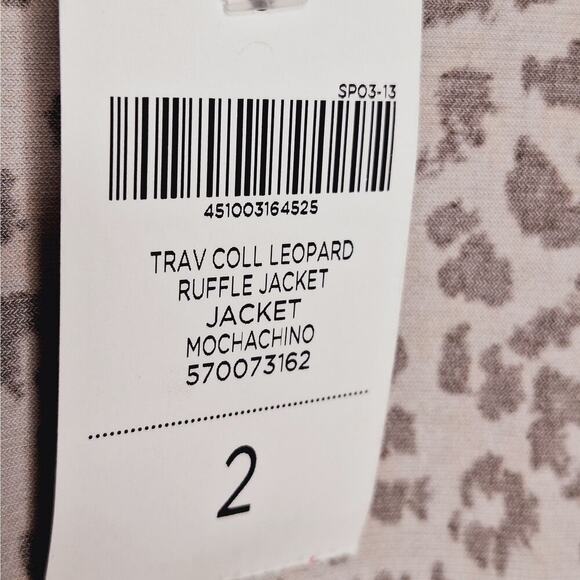 SP03-13
451003164525
TRAV COLL LEOPARD
RUFFLE JACKET
JACKET
MOCHACHINO
570073162
2